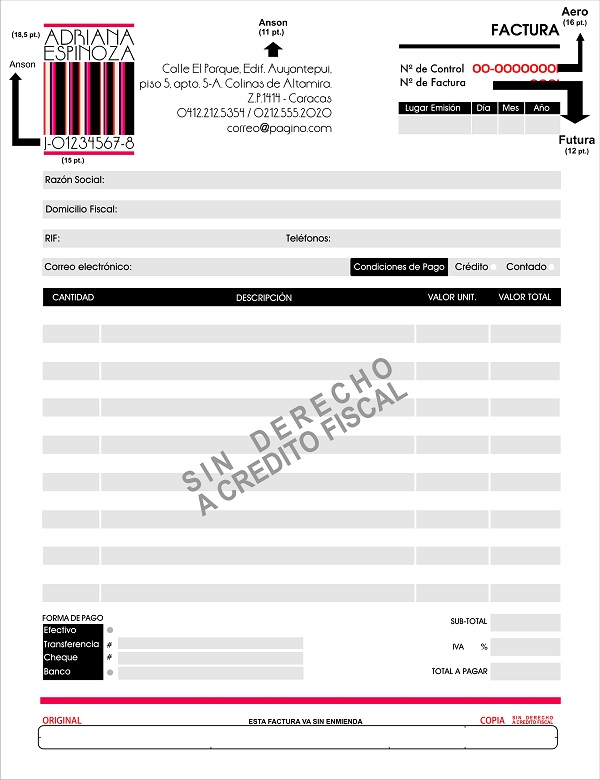 (18,5 pt.)
Anson
ADRIANA
ESPINOZA
J-01234567-8
(15 pt.)
Anson
(11 pt.)
Calle El Parque, Edif. Auyantepui,
piso 5, apto. 5-A. Colinas de Altamira.
Z.P.1414 - Caracas
0412.212.5354 / 0212.555.2020
correo@pagina.com
Aero
(16 pt.)
FACTURA
Nº de Control 00-0000000
Nº de Factura
Futura
(12 pt.)
Lugar Emisión Día Mes Año
Razón Social:
Domicilio Fiscal:
RIF: Teléfonos:
Correo electrónico: Condiciones de Pago Crédito Contado
CANTIDAD DESCRIPCIÓN VALOR UNIT. VALOR TOTAL
SIN DERECHO
A CREDITO FISCAL
FORMA DE PAGO
Efectivo
Transferencia #
Cheque #
Banco
SUB-TOTAL
IVA %
TOTAL A PAGAR
ORIGINAL ESTA FACTURA VA SIN ENMIENDA COPIA SIN DERECHO
A CREDITO FISCAL